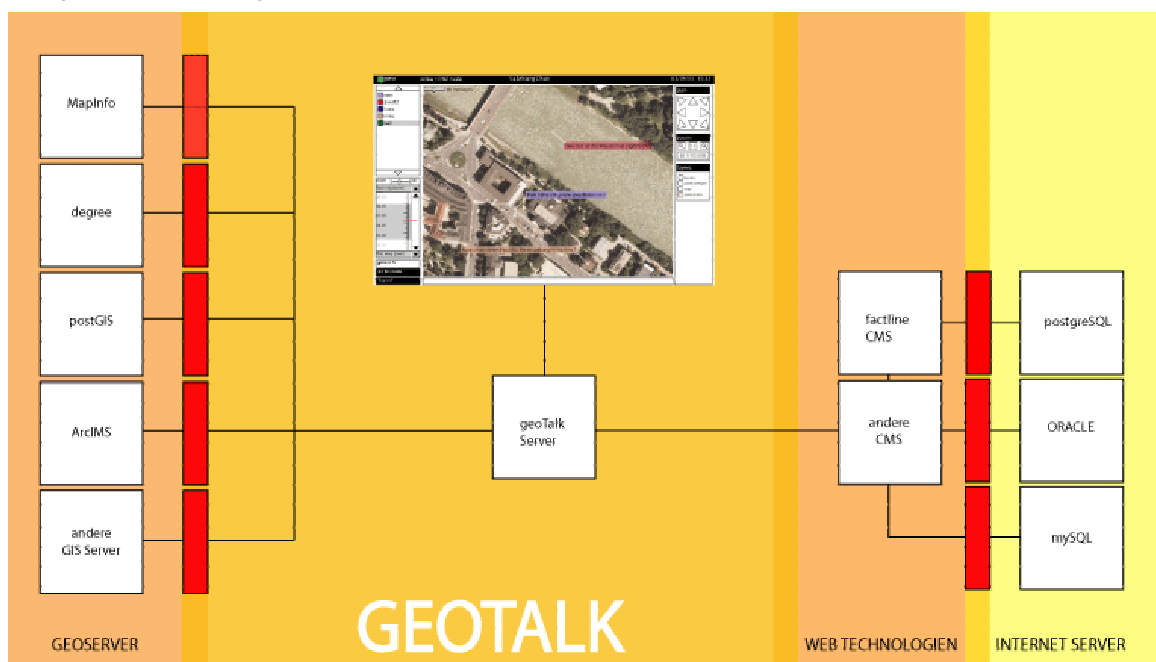 MapInfo
degree
postGIS
ArcIMS
andere
GIS Server
geoTalk
Server
factline
CMS
andere
CMS
postgreSQL
ORACLE
mySQL
GEOSERVER
GEOTALK
WEB TECHNOLOGIEN
INTERNET SERVER